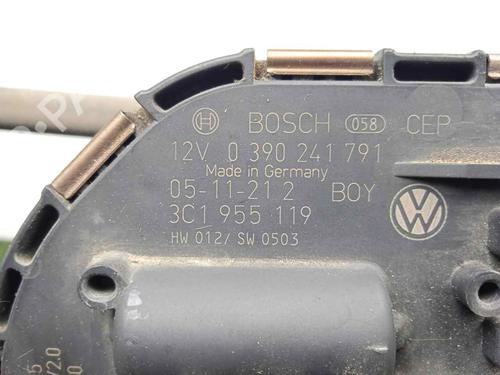 BOSCH 058 CEP
12V 0 390 241 791
Made in Germany
05-11-21 2 BOY
3C1 955 119
HW 012/ SW 0503